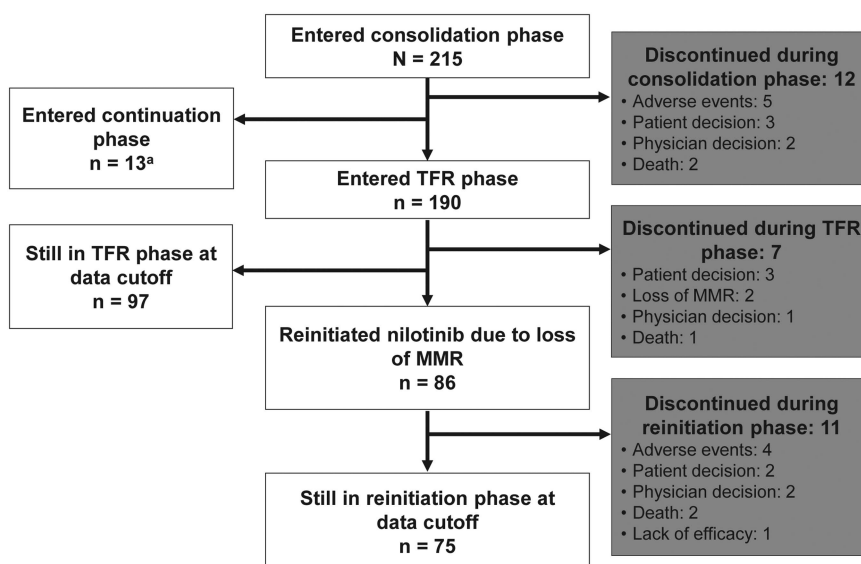 Entered consolidation phase
N = 215
Discontinued during
consolidation phase: 12
• Adverse events: 5
• Patient decision: 3
• Physician decision: 2
• Death: 2
Entered continuation
phase
n = 13a
Entered TFR phase
n = 190
Discontinued during TFR
phase: 7
• Patient decision: 3
• Loss of MMR: 2
• Physician decision: 1
• Death: 1
Still in TFR phase at
data cutoff
n = 97
Reinitiated nilotinib due to loss
of MMR
n = 86
Discontinued during
reinitiation phase: 11
• Adverse events: 4
• Patient decision: 2
• Physician decision: 2
• Death: 2
• Lack of efficacy: 1
Still in reinitiation phase at
data cutoff
n = 75